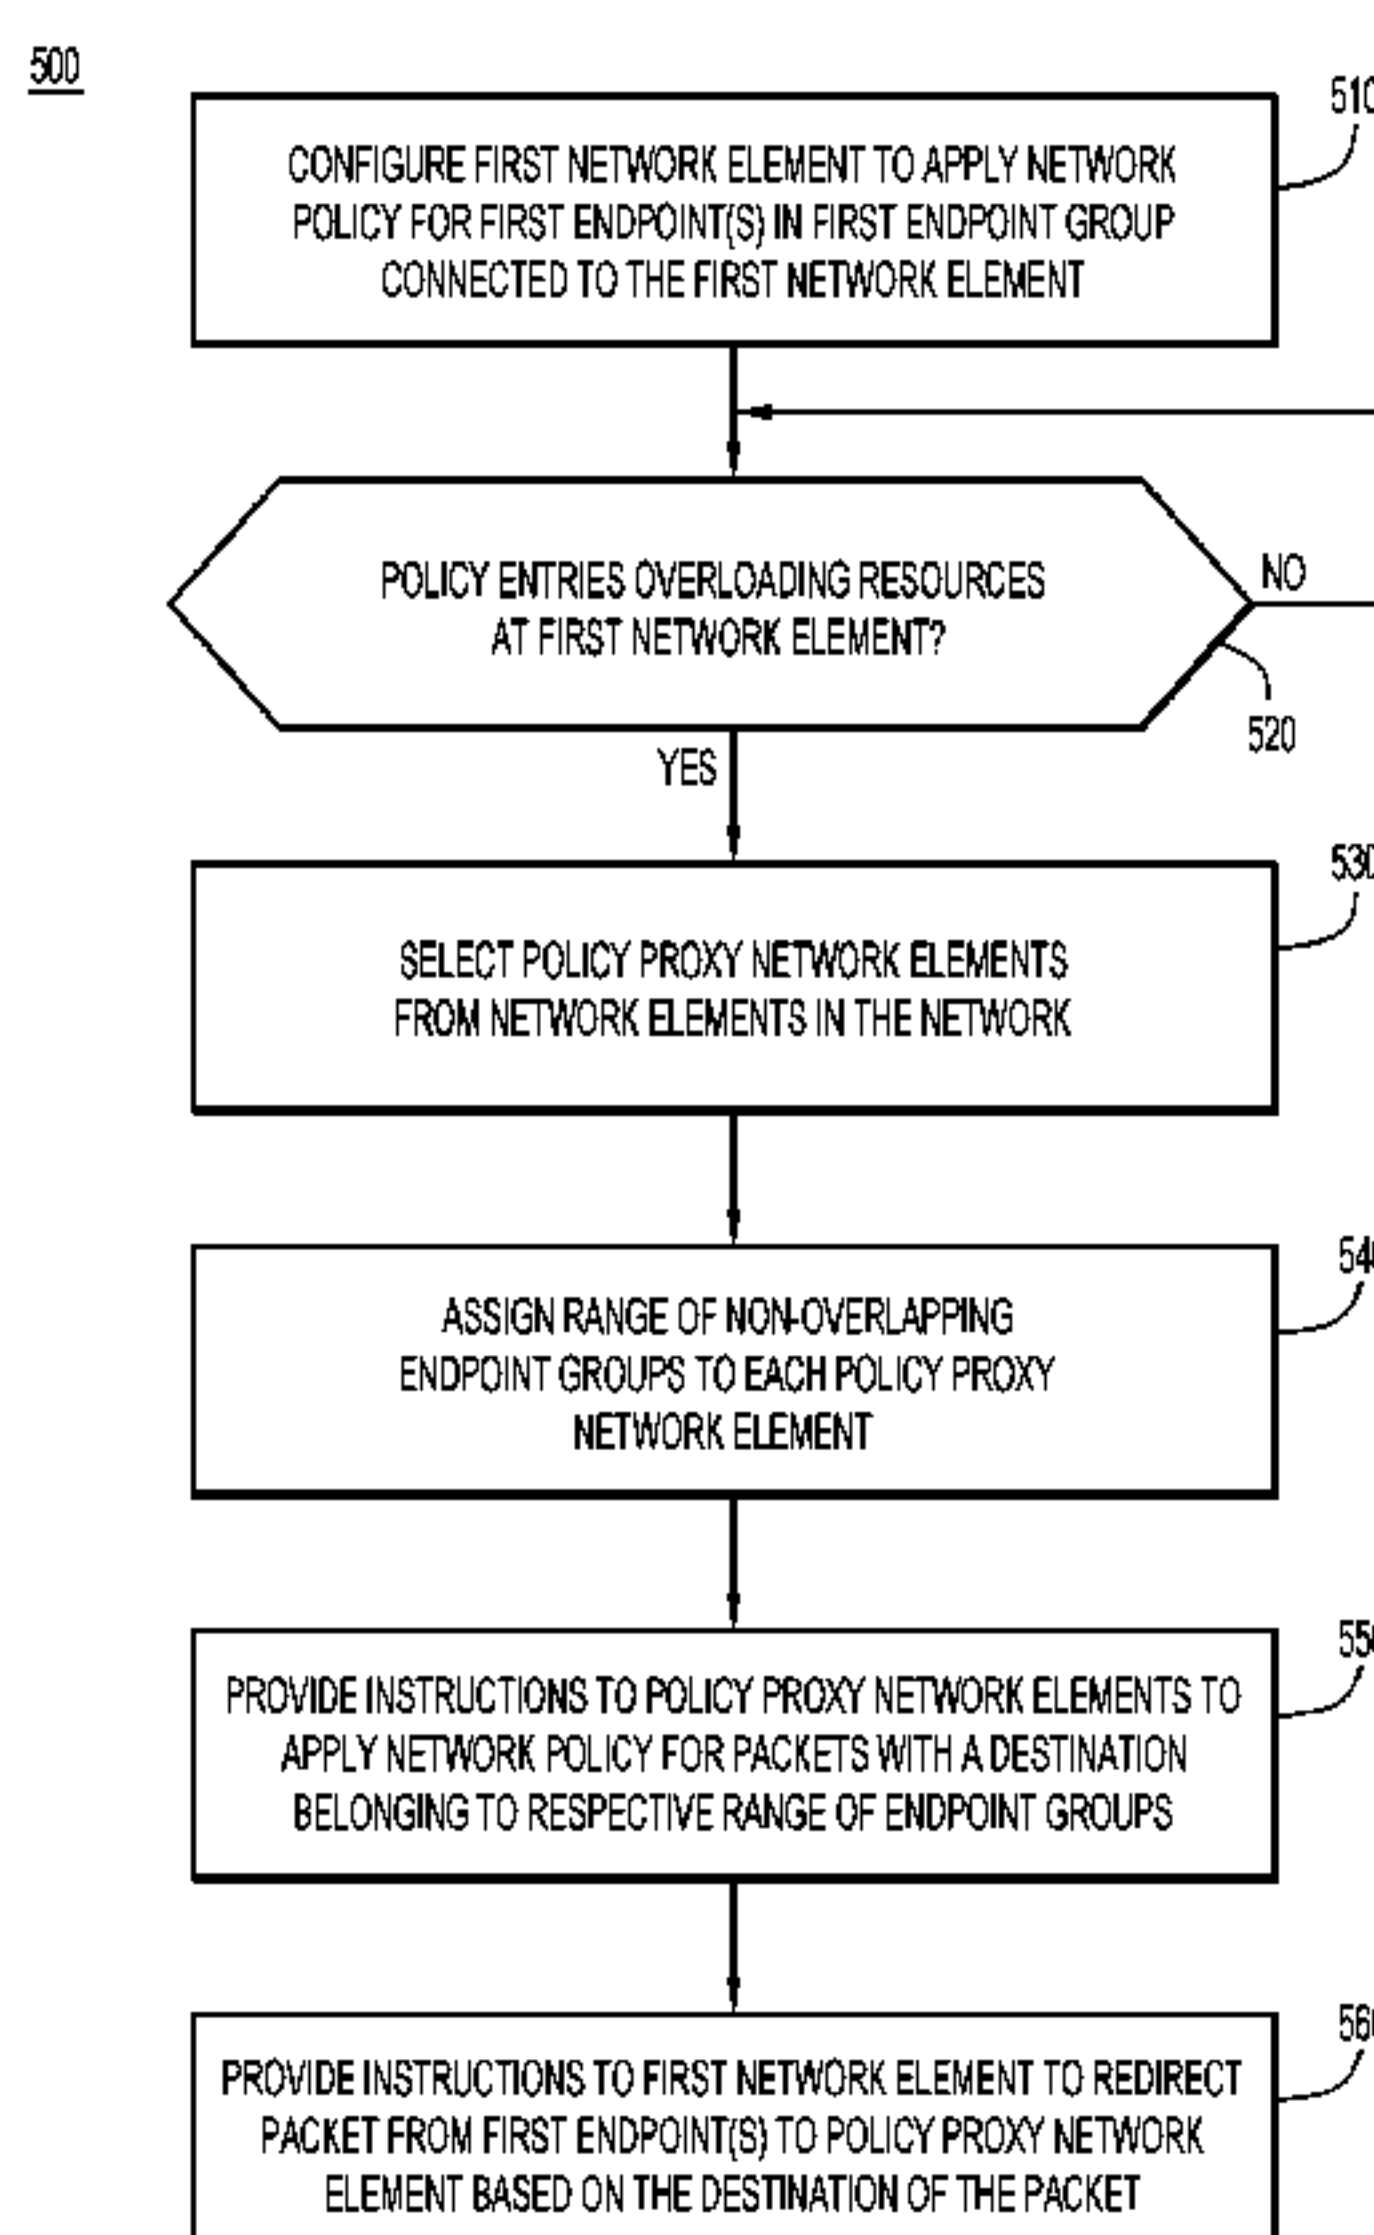 500
510
CONFIGURE FIRST NETWORK ELEMENT TO APPLY NETWORK
POLICY FOR FIRST ENDPOINT(S) IN FIRST ENDPOINT GROUP
CONNECTED TO THE FIRST NETWORK ELEMENT
POLICY ENTRIES OVERLOADING RESOURCES
AT FIRST NETWORK ELEMENT?
NO
520
YES
530
SELECT POLICY PROXY NETWORK ELEMENTS
FROM NETWORK ELEMENTS IN THE NETWORK
540
ASSIGN RANGE OF NON-OVERLAPPING
ENDPOINT GROUPS TO EACH POLICY PROXY
NETWORK ELEMENT
550
PROVIDE INSTRUCTIONS TO POLICY PROXY NETWORK ELEMENTS TO
APPLY NETWORK POLICY FOR PACKETS WITH A DESTINATION
BELONGING TO RESPECTIVE RANGE OF ENDPOINT GROUPS
560
PROVIDE INSTRUCTIONS TO FIRST NETWORK ELEMENT TO REDIRECT
PACKET FROM FIRST ENDPOINT(S) TO POLICY PROXY NETWORK
ELEMENT BASED ON THE DESTINATION OF THE PACKET